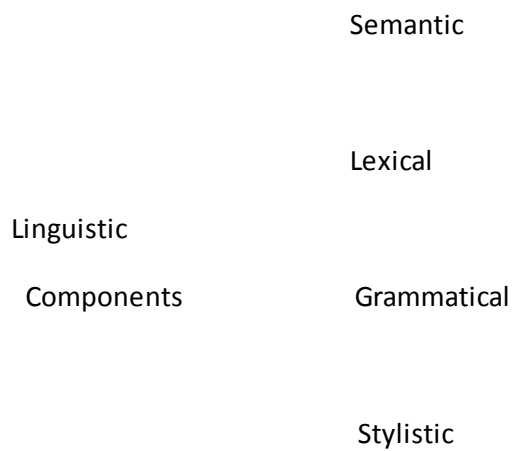 Semantic
Lexical
Linguistic
Components
Grammatical
Stylistic